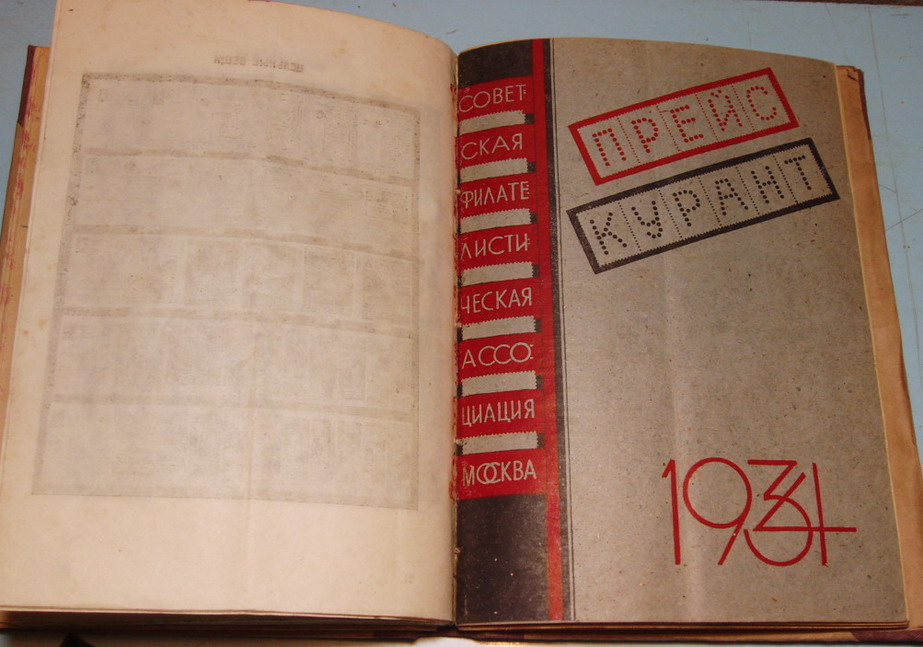 СОВЕТ-
СКАЯ
ФИЛАТЕ-
ЛИСТИ-
ЧЕСКАЯ
АССО-
ЦИАЦИЯ
МОСКВА
ПРЕЙС
КУРАНТ
1934